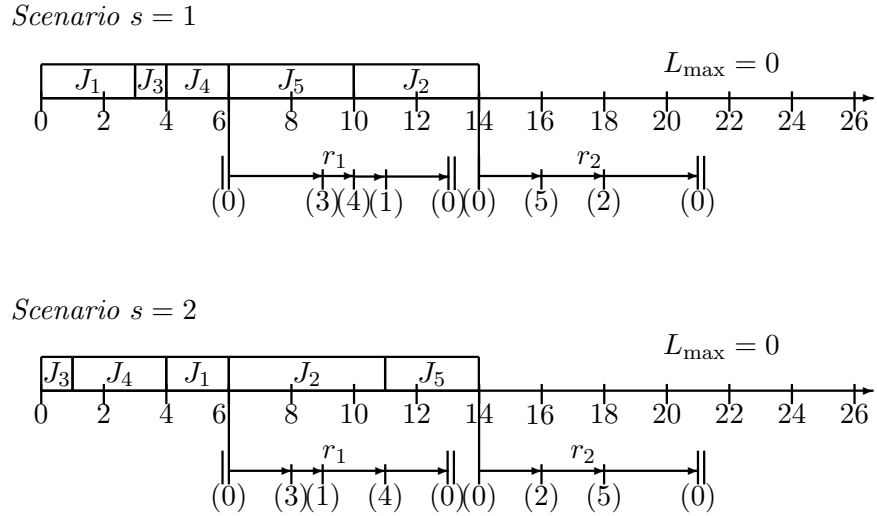 Scenario s = 1
J1 J3 J4 J5 J2 Lmax = 0
0 2 4 6 8 10 12 14 16 18 20 22 24 26
r1 r2
(0) (3) (4) (1) (0) (0) (5) (2) (0)
Scenario s = 2
J3 J4 J1 J2 J5 Lmax = 0
0 2 4 6 8 10 12 14 16 18 20 22 24 26
r1 r2
(0) (3) (1) (4) (0) (0) (2) (5) (0)